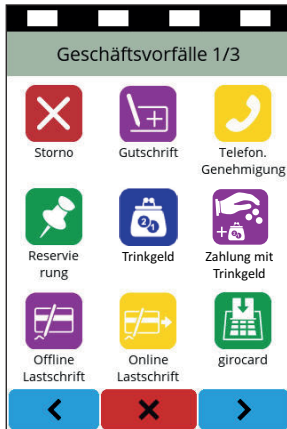 Geschäftsvorfälle 1/3
Storno
Gutschrift
Telefon.
Genehmigung
Reservie
rung
Trinkgeld
Zahlung mit
Trinkgeld
Offline
Lastschrift
Online
Lastschrift
girocard